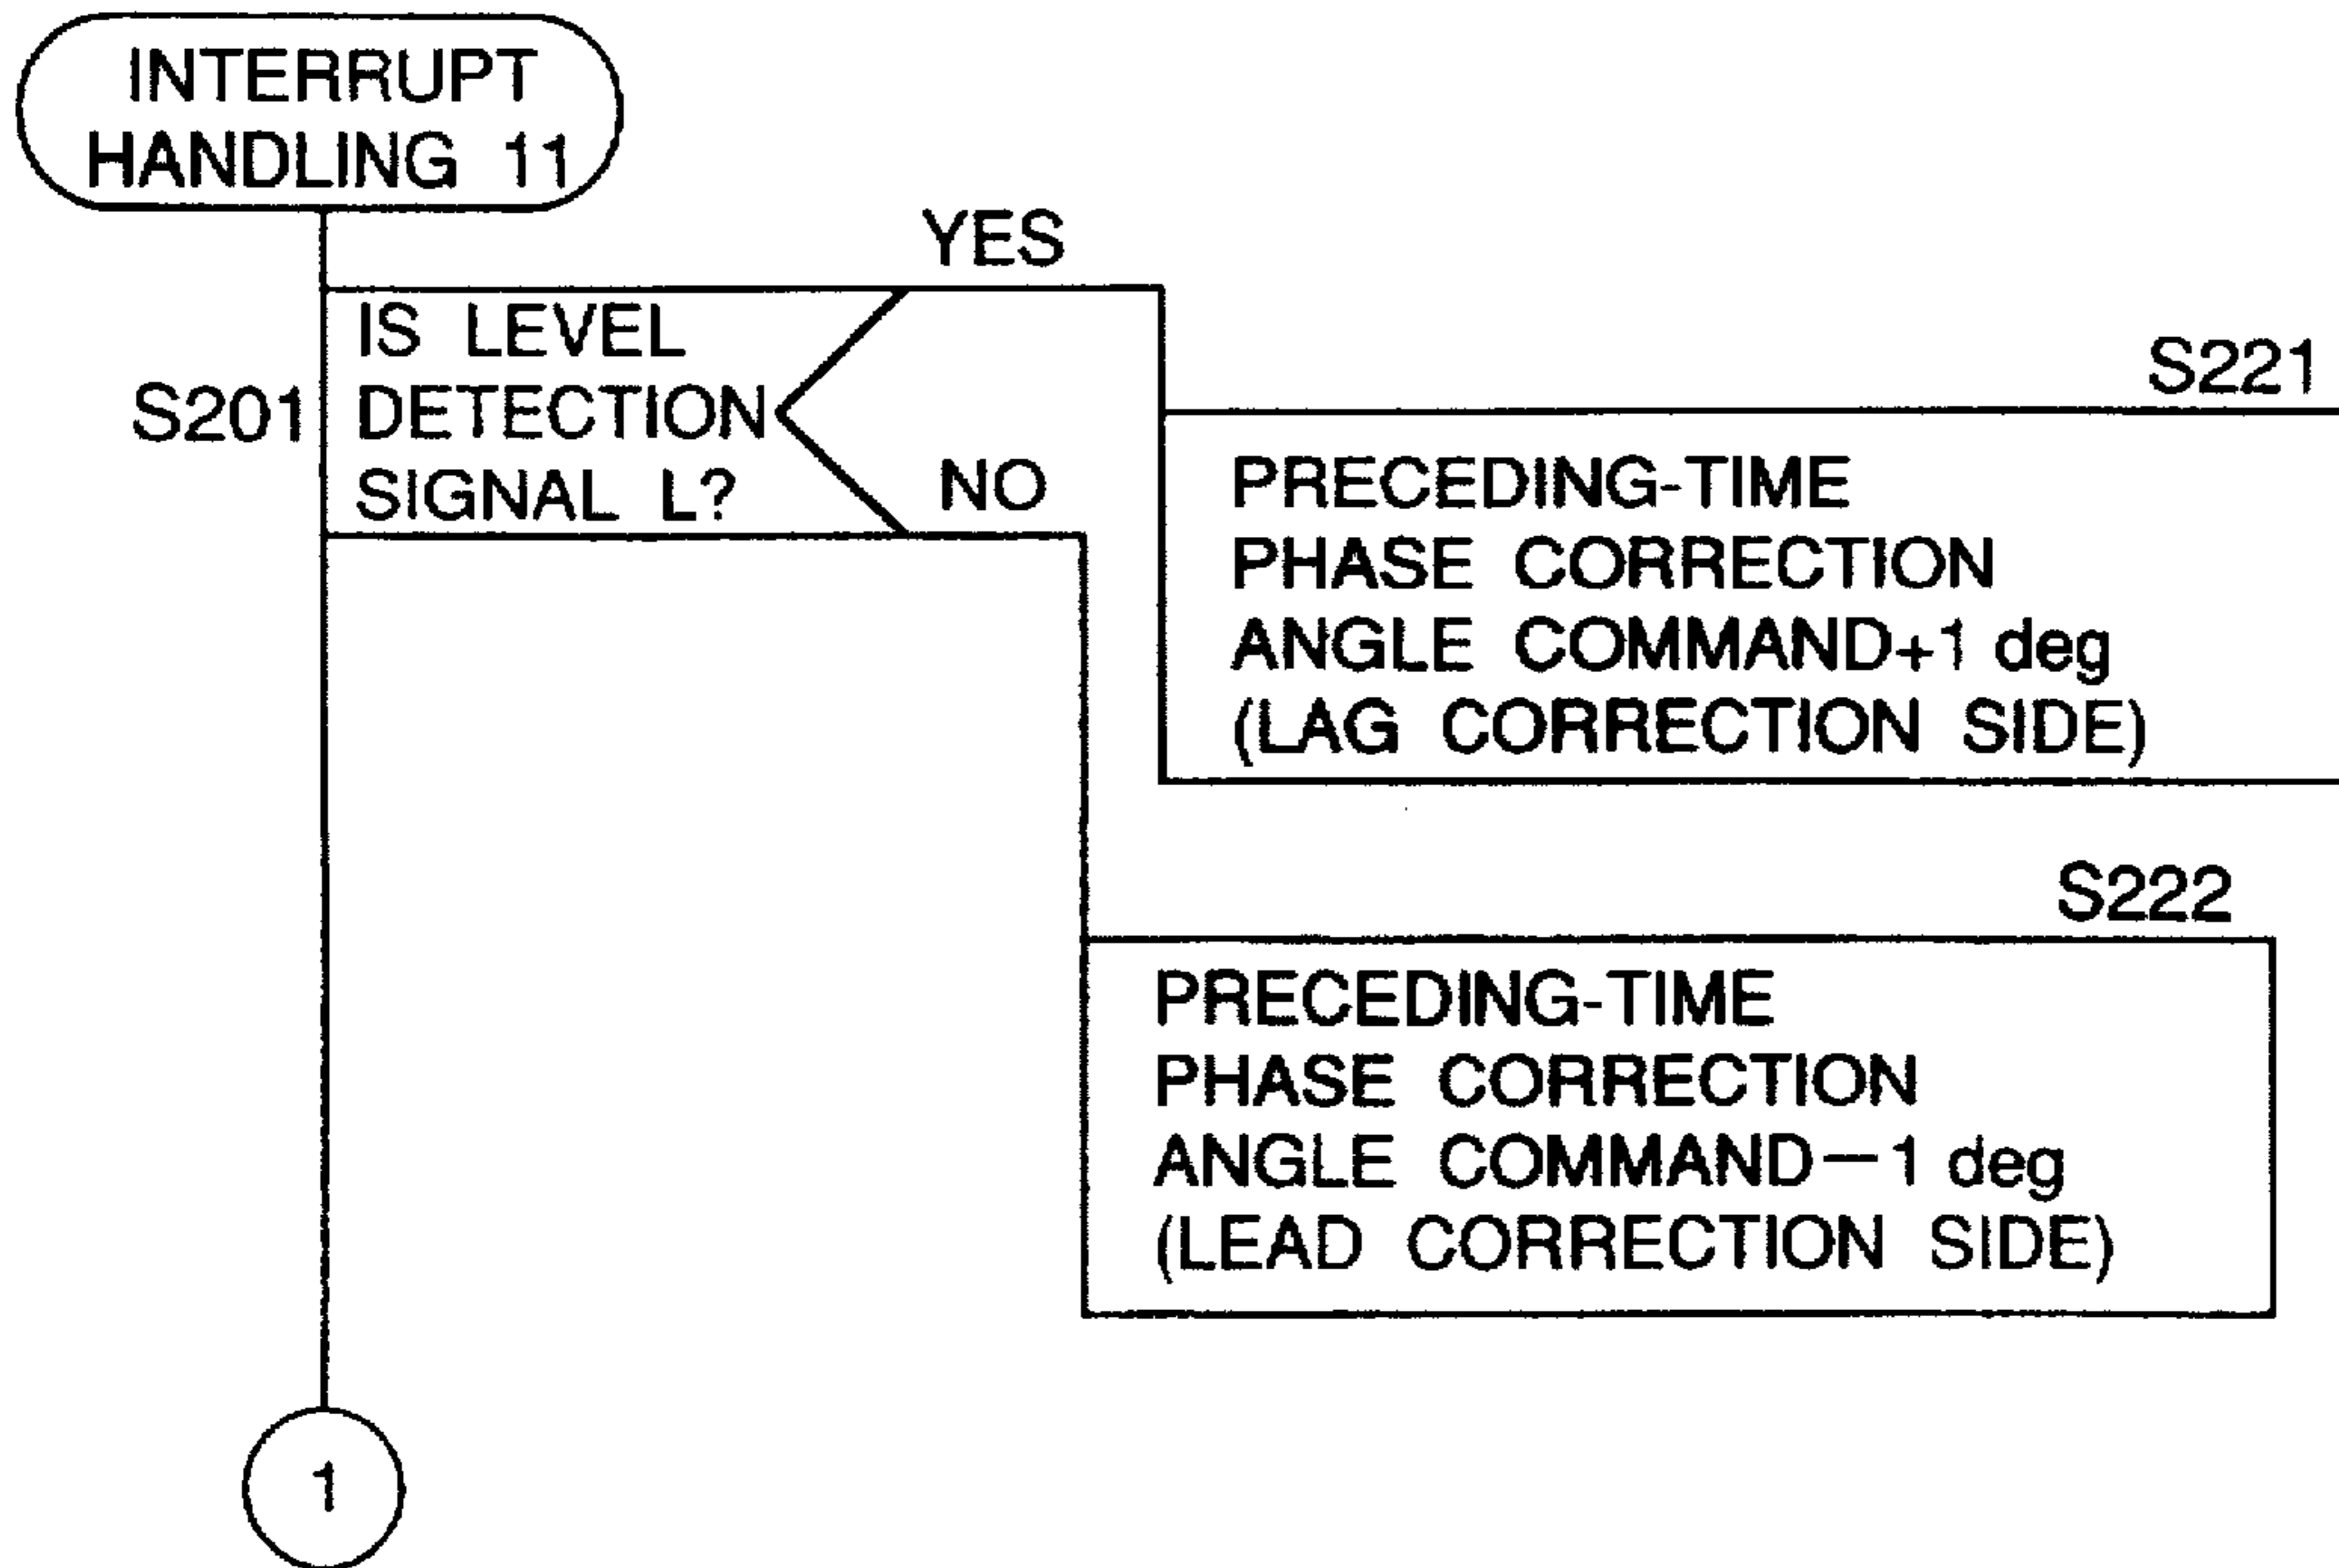 INTERRUPT
HANDLING 11
YES
S201
IS LEVEL
DETECTION
SIGNAL L?
NO
S221
PRECEDING-TIME
PHASE CORRECTION
ANGLE COMMAND+1 deg
(LAG CORRECTION SIDE)
S222
PRECEDING-TIME
PHASE CORRECTION
ANGLE COMMAND—1 deg
(LEAD CORRECTION SIDE)
1